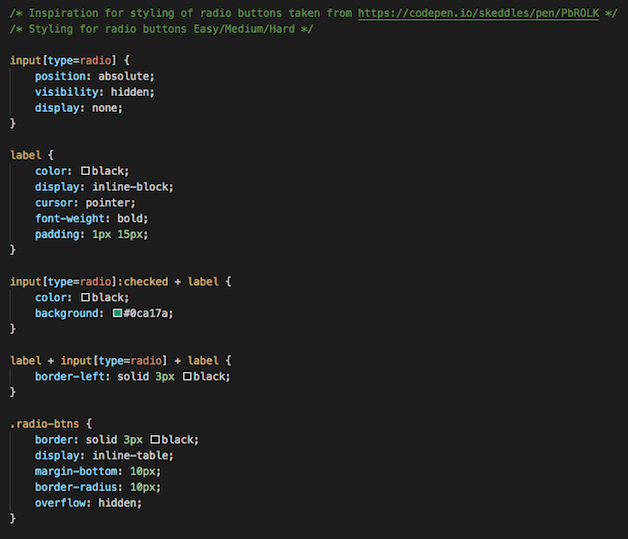 /* Inspiration for styling of radio buttons taken from https://codepen.io/skeddles/pen/PbROLK */
/* Styling for radio buttons Easy/Medium/Hard */

input[type=radio] {
    position: absolute;
    visibility: hidden;
    display: none;
}

label {
    color: black;
    display: inline-block;
    cursor: pointer;
    font-weight: bold;
    padding: 1px 15px;
}

input[type=radio]:checked + label {
    color: black;
    background: #0ca17a;
}

label + input[type=radio] + label {
    border-left: solid 3px black;
}

.radio-btns {
    border: solid 3px black;
    display: inline-table;
    margin-bottom: 10px;
    border-radius: 10px;
    overflow: hidden;
}